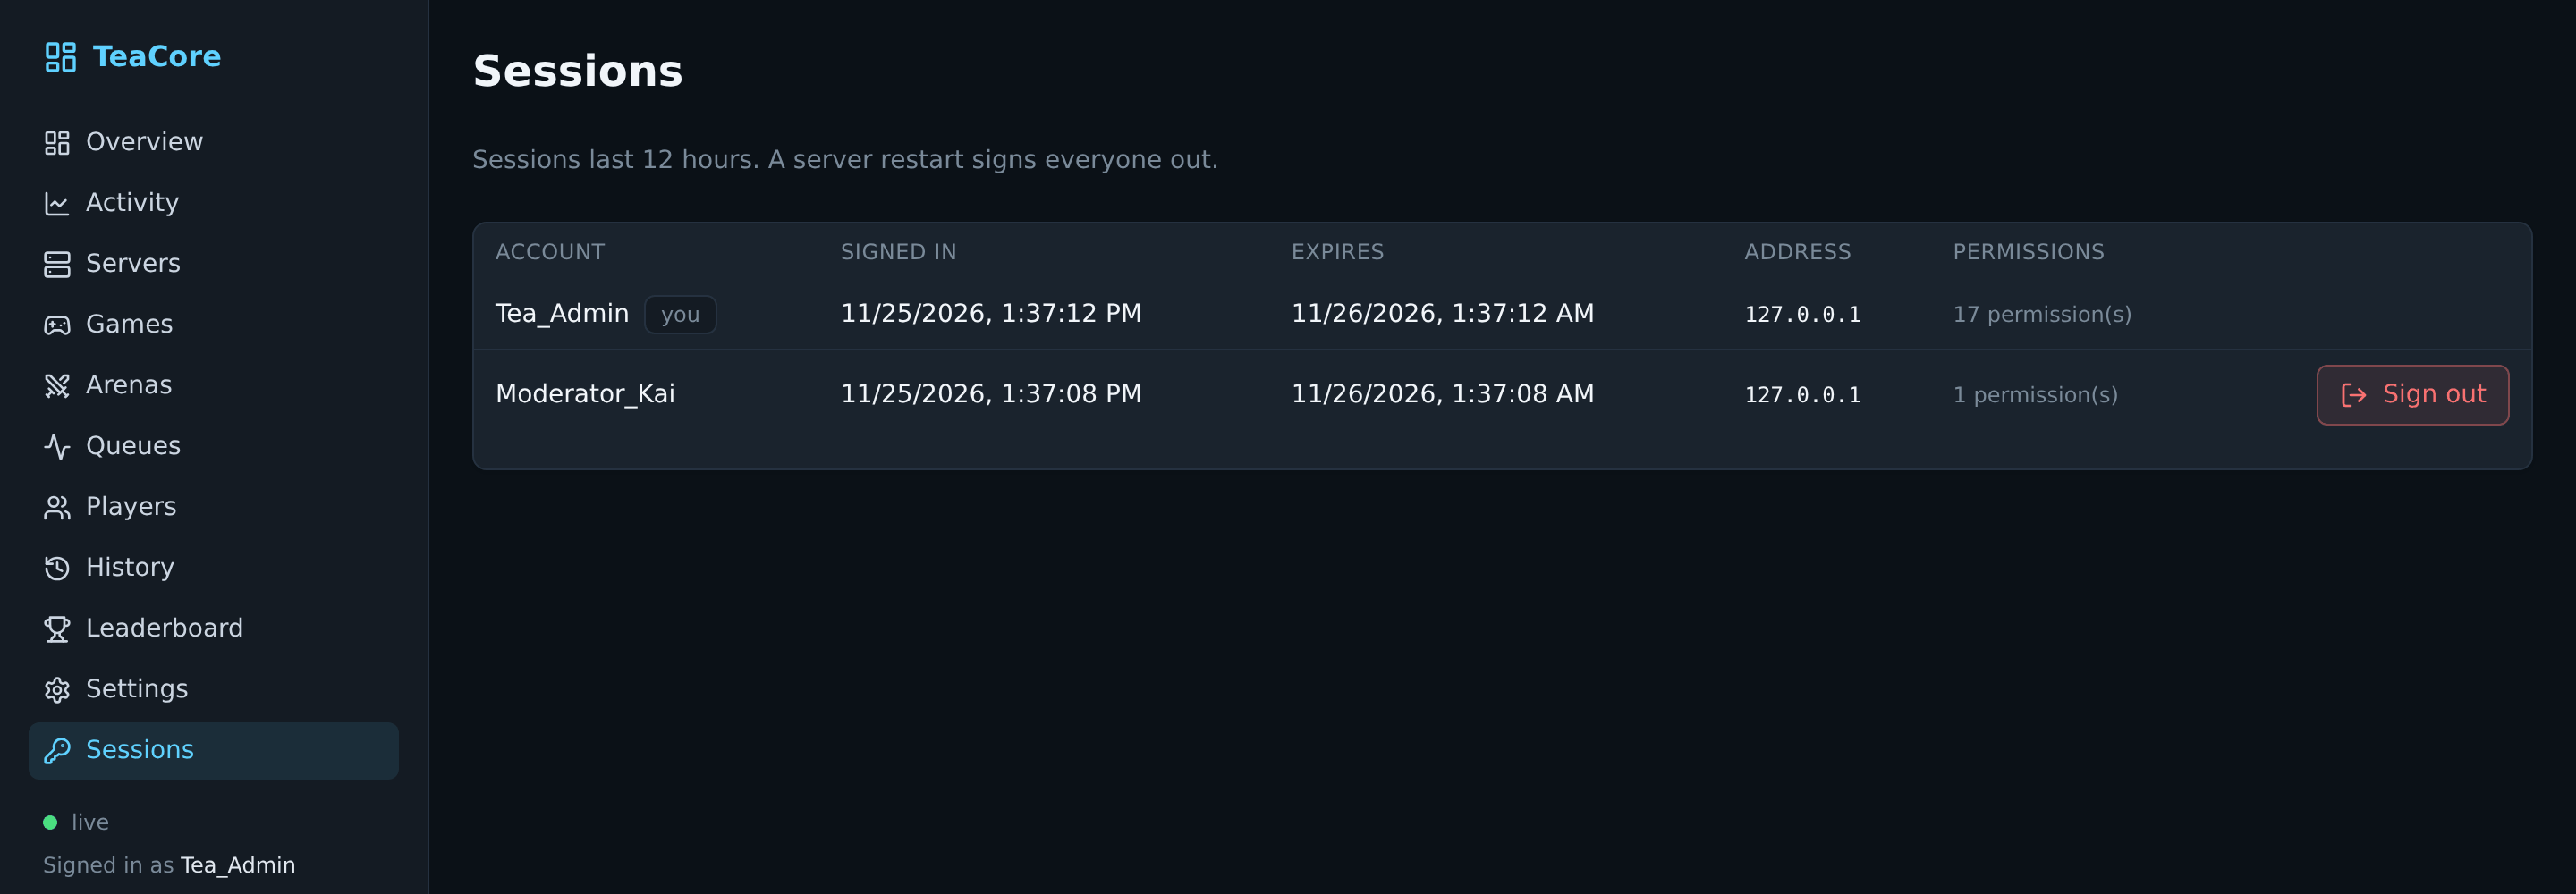 TeaCore
Overview
Activity
Servers
Games
Arenas
Queues
Players
History
Leaderboard
Settings
Sessions
live
Signed in as Tea_Admin
Sessions
Sessions last 12 hours. A server restart signs everyone out.
ACCOUNT SIGNED IN EXPIRES ADDRESS PERMISSIONS
Tea_Admin you 11/25/2026, 1:37:12 PM 11/26/2026, 1:37:12 AM 127.0.0.1 17 permission(s)
Moderator_Kai 11/25/2026, 1:37:08 PM 11/26/2026, 1:37:08 AM 127.0.0.1 1 permission(s) Sign out